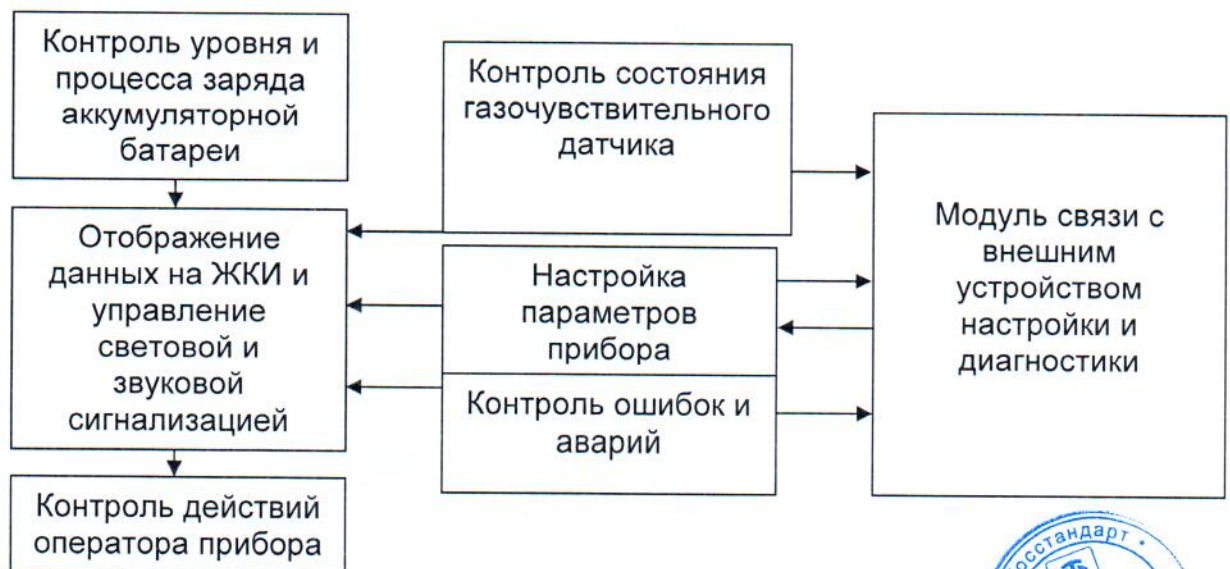 Контроль уровня и
процесса заряда
аккумуляторной
батареи
Отображение
данных на ЖКИ и
управление
световой и
звуковой
сигнализацией
Контроль действий
оператора прибора
Контроль состояния
газочувствительного
датчика
Настройка
параметров
прибора
Контроль ошибок и
аварий
Модуль связи с
внешним
устройством
настройки и
диагностики
осстандарт